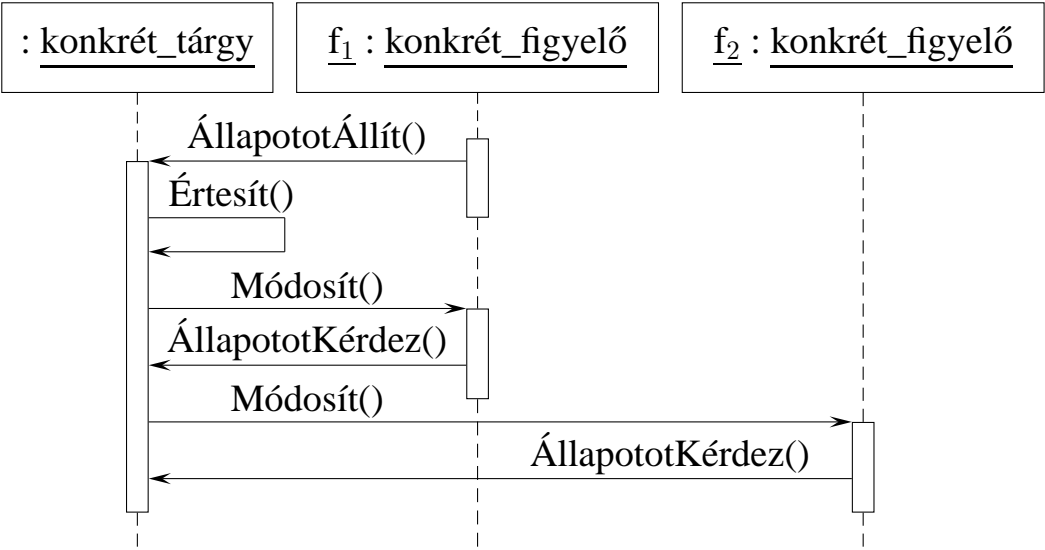 : konkrét_tárgy
f₁ : konkrét_figyelő
f₂ : konkrét_figyelő
ÁllapototÁllít()
Értesít()
Módosít()
ÁllapototKérdez()
Módosít()
ÁllapototKérdez()